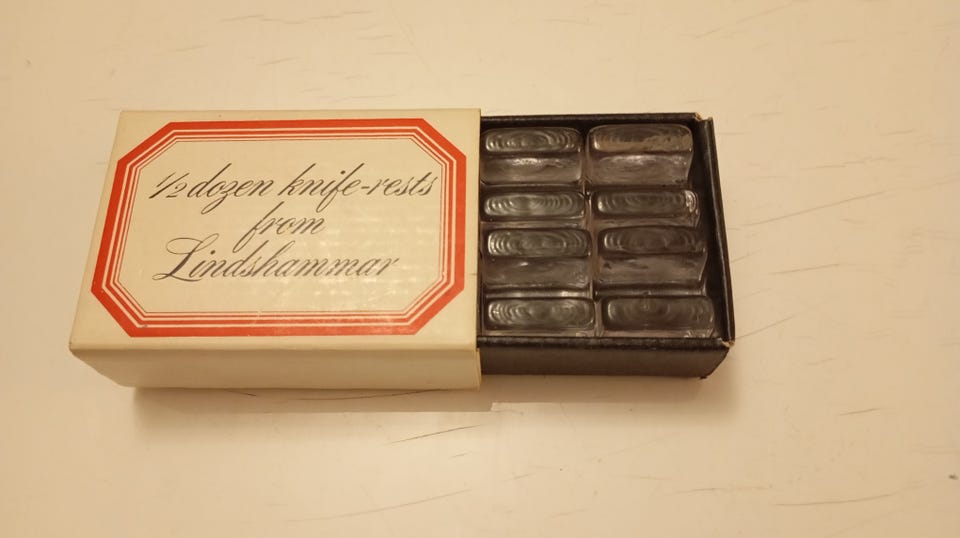 1/2 dozen knife-rests
from
Lindshammar